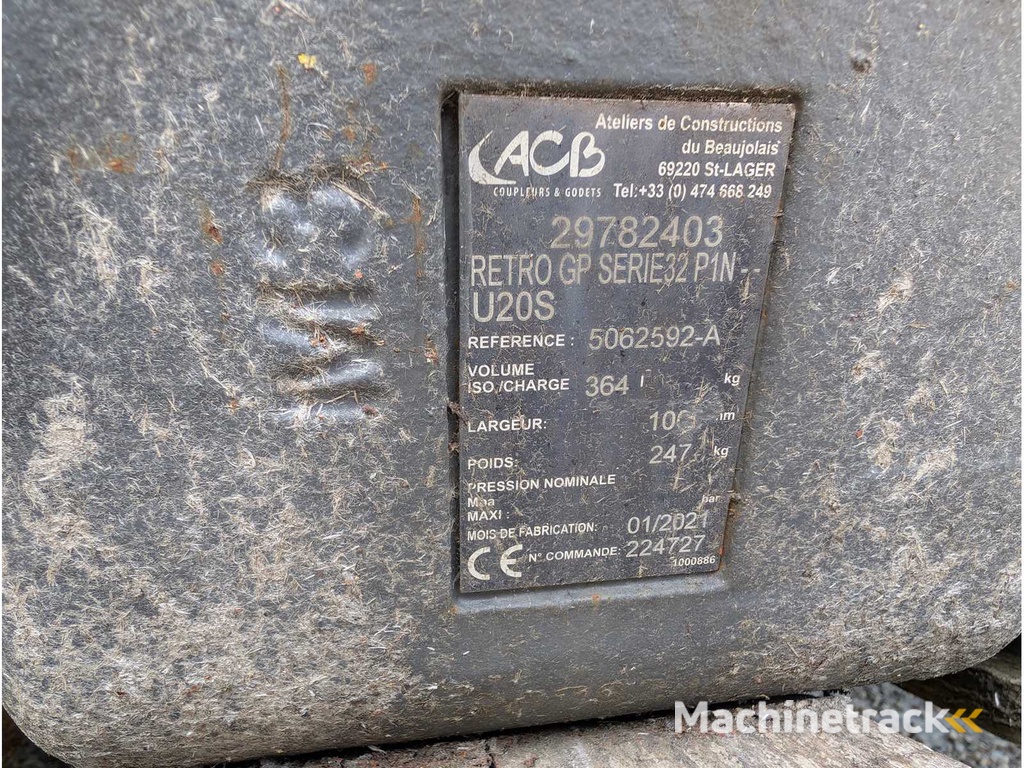 ACB
COUPLEURS & GODETS
Ateliers de Constructions
du Beaujolais
69220 St-LAGER
Tel:+33 (0) 474 668 249
29782403
RETRO GP SERIE32 P1N
U20S
REFERENCE : 5062592-A
VOLUME
ISO./CHARGE 364 l kg
LARGEUR:
POIDS: 247 kg
PRESSION NOMINALE
Mpa bar
MAXI :
MOIS DE FABRICATION: 01/2021
CE N° COMMANDE: 224727
1000886
Machinetrack